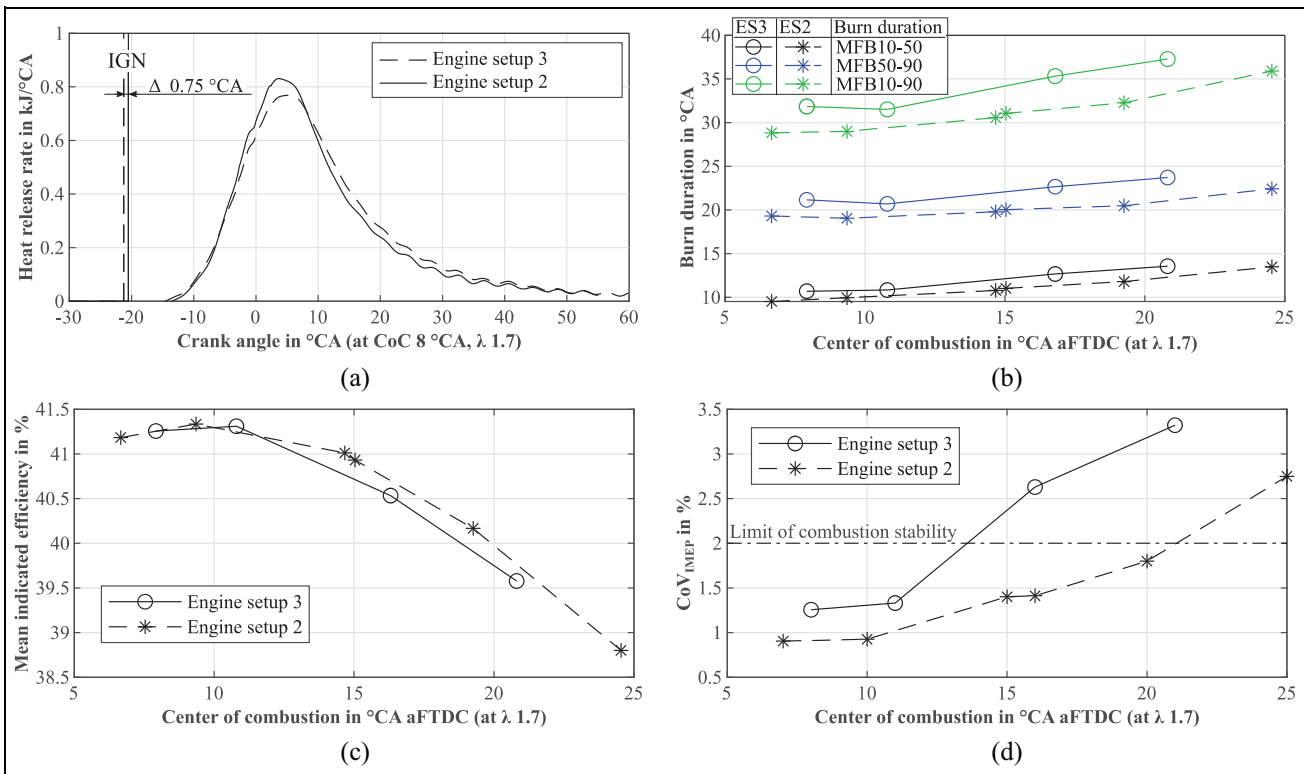 1
0.8
0.6
0.4
0.2
0
Heat release rate in kJ/°CA
IGN
Δ 0.75 °CA
Engine setup 3
Engine setup 2
-30 -20 -10 0 10 20 30 40 50 60
Crank angle in °CA (at CoC 8 °CA, λ 1.7)
(a)
ES3 ES2 Burn duration
MFB10-50
MFB50-90
MFB10-90
40
35
30
25
20
15
10
Burn duration in °CA
5 10 15 20 25
Center of combustion in °CA aFTDC (at λ 1.7)
(b)
41.5
41
40.5
40
39.5
39
38.5
Mean indicated efficiency in %
Engine setup 3
Engine setup 2
5 10 15 20 25
Center of combustion in °CA aFTDC (at λ 1.7)
(c)
3.5
3
2.5
2
1.5
1
0.5
CoVIMEP in %
Engine setup 3
Engine setup 2
Limit of combustion stability
5 10 15 20 25
Center of combustion in °CA aFTDC (at λ 1.7)
(d)